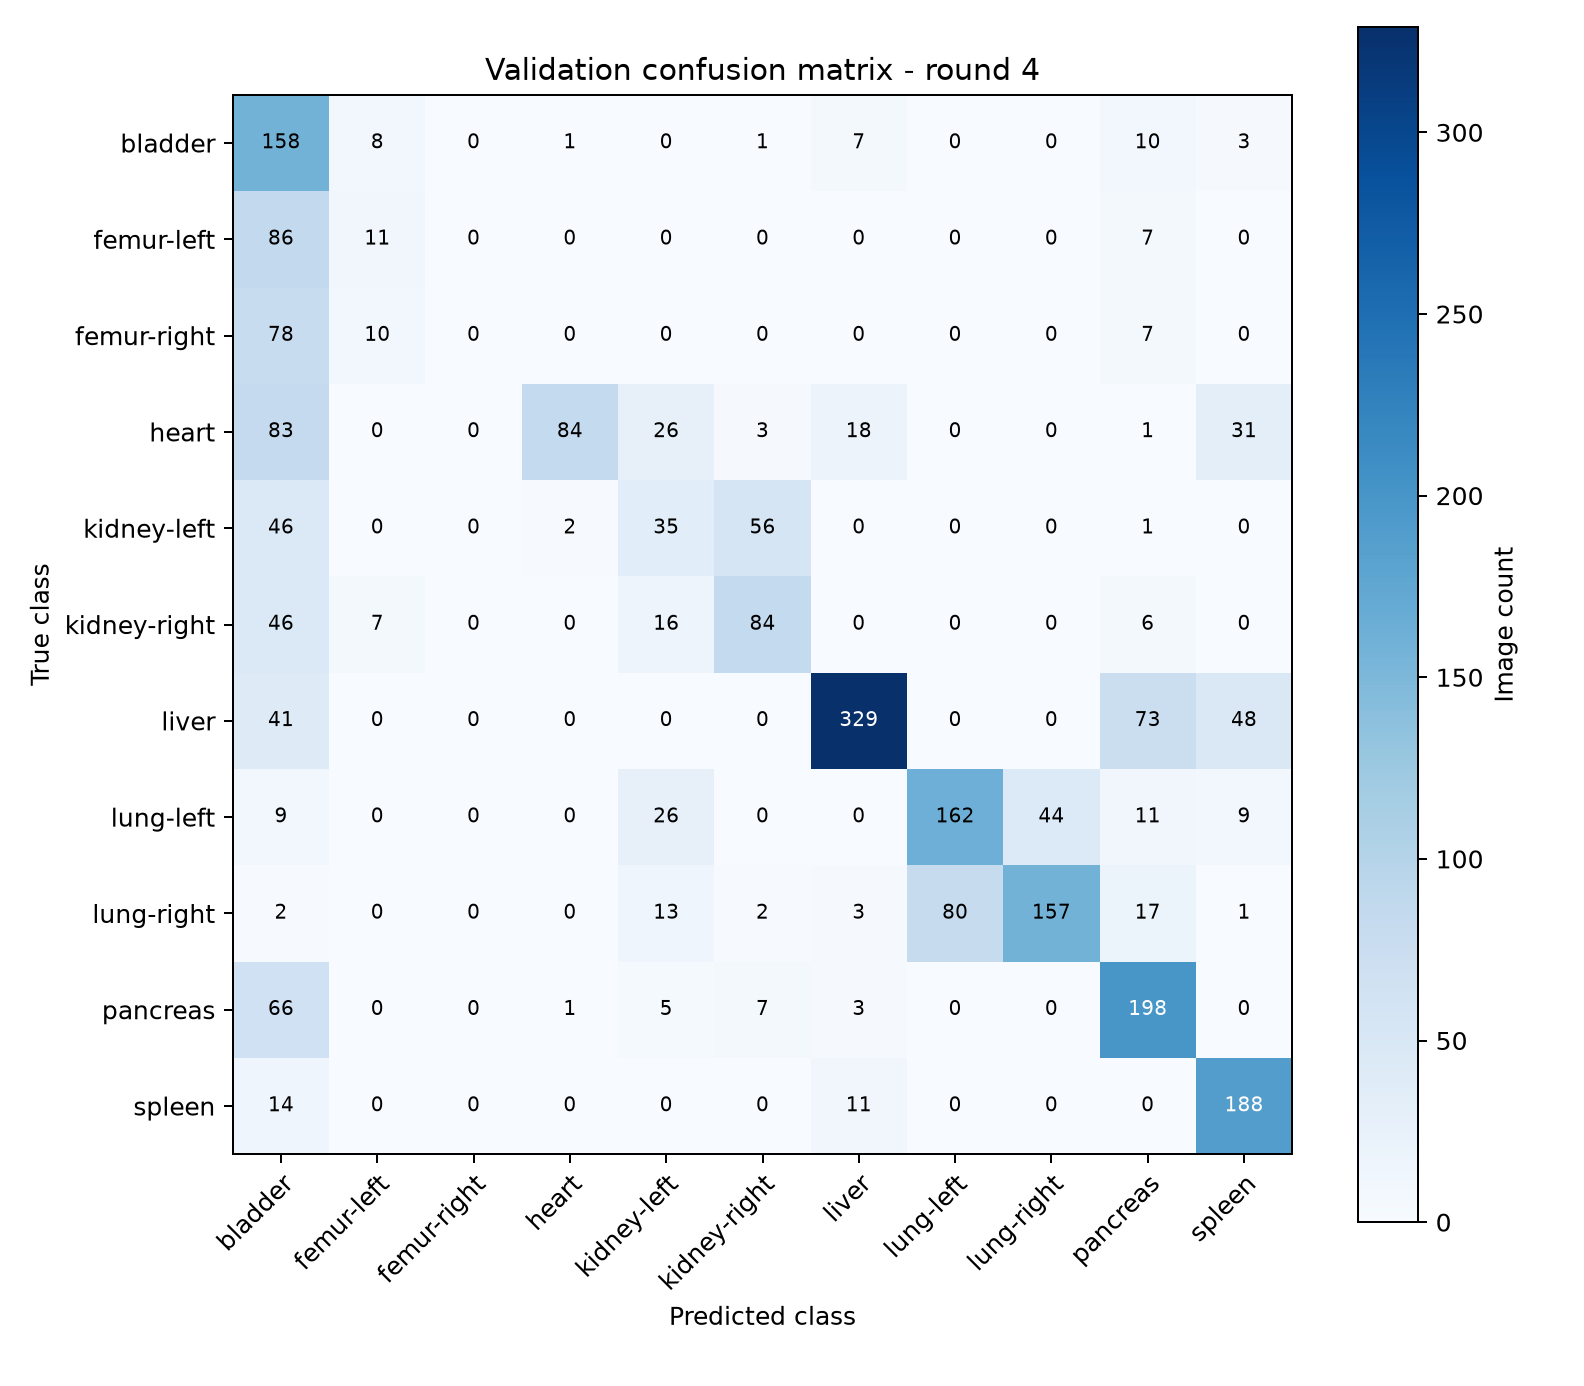 Validation confusion matrix - round 4
True class
bladder 158 8 0 1 0 1 7 0 0 10 3
femur-left 86 11 0 0 0 0 0 0 0 7 0
femur-right 78 10 0 0 0 0 0 0 0 7 0
heart 83 0 0 84 26 3 18 0 0 1 31
kidney-left 46 0 0 2 35 56 0 0 0 1 0
kidney-right 46 7 0 0 16 84 0 0 0 6 0
liver 41 0 0 0 0 0 329 0 0 73 48
lung-left 9 0 0 0 26 0 0 162 44 11 9
lung-right 2 0 0 0 13 2 3 80 157 17 1
pancreas 66 0 0 1 5 7 3 0 0 198 0
spleen 14 0 0 0 0 0 11 0 0 0 188
bladder femur-left femur-right heart kidney-left kidney-right liver lung-left lung-right pancreas spleen
Predicted class
300
250
200
150
100
50
0
Image count